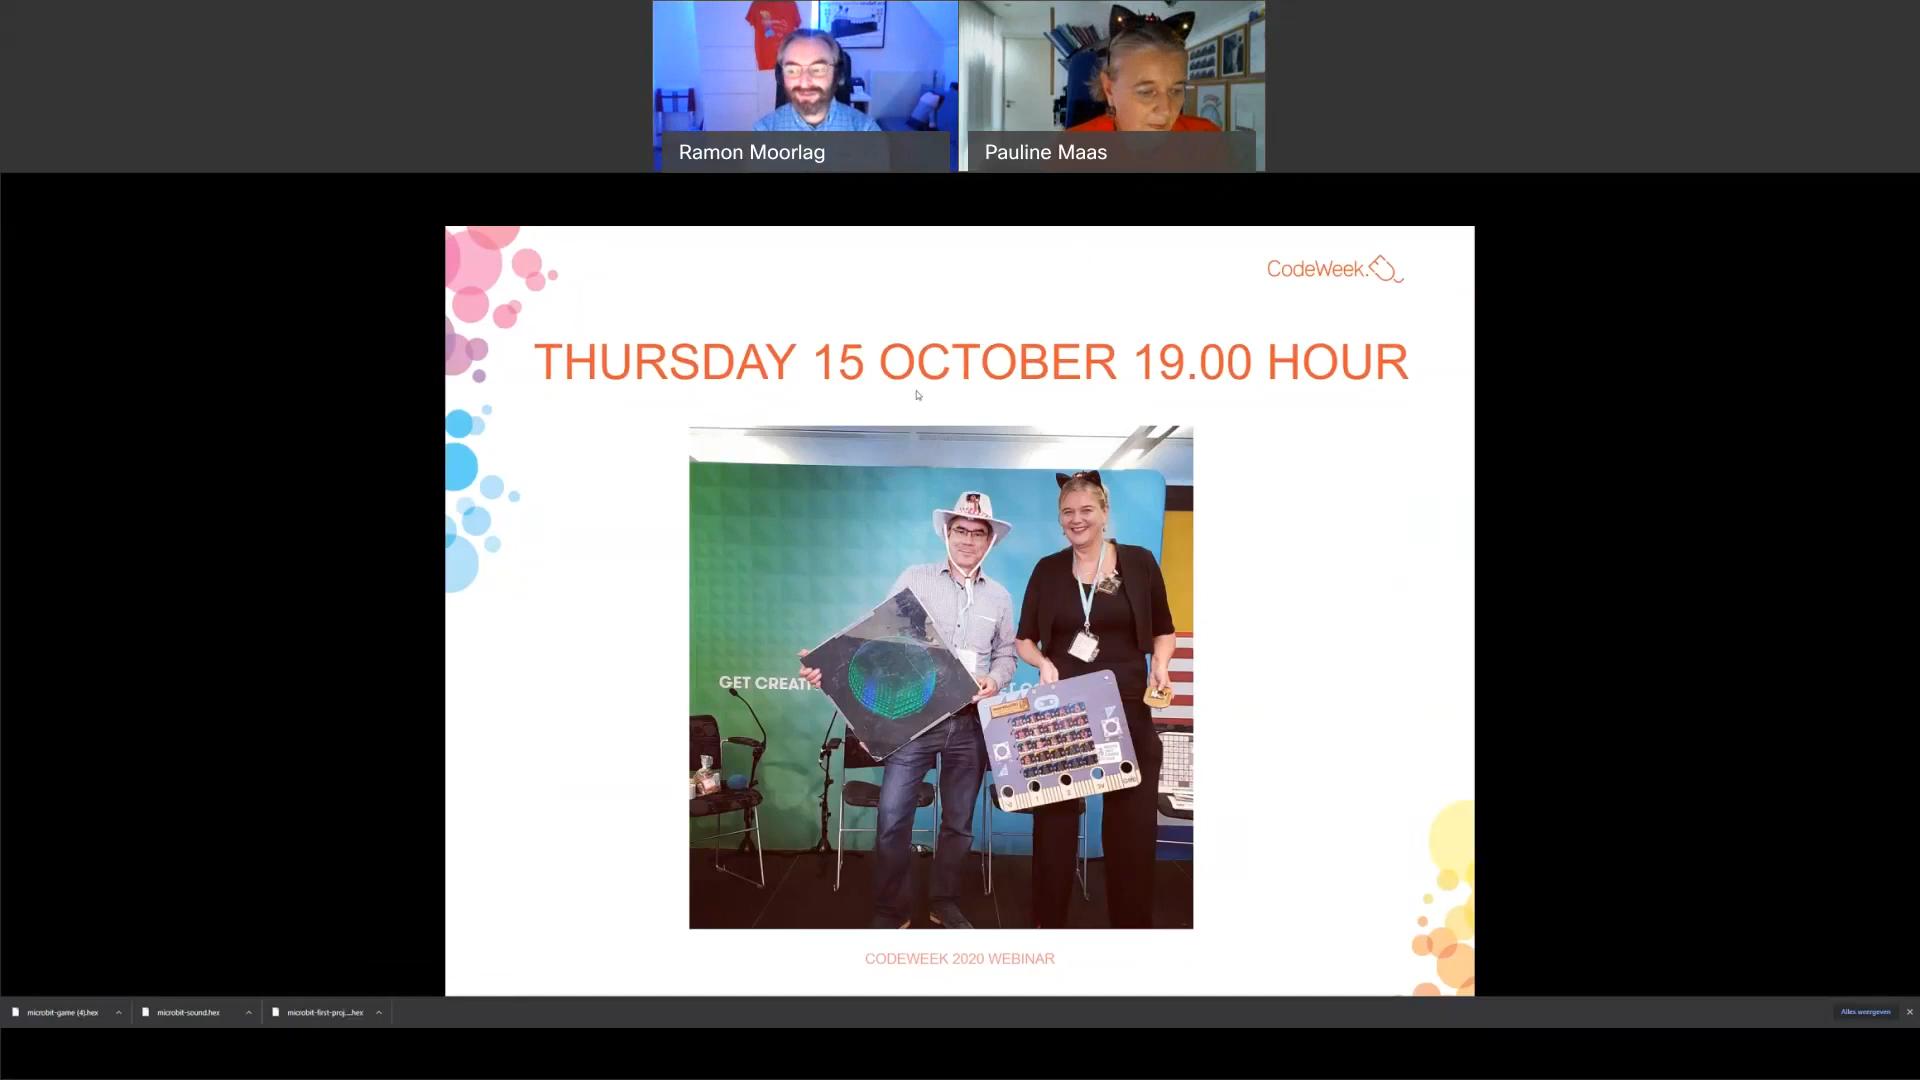 Ramon Moorlag
Pauline Maas
CodeWeek.
THURSDAY 15 OCTOBER 19.00 HOUR
GET CREATI
CODEWEEK 2020 WEBINAR
microbit-game (4).hex
microbit-sound.hex
microbit-first-proj....hex
Alles weergeven